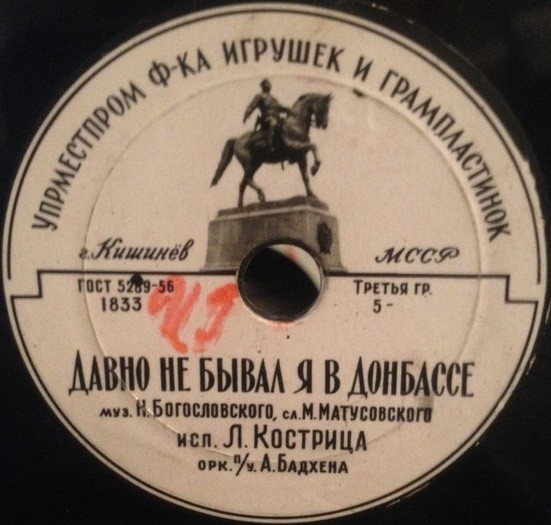 УПРМЕСТПРОМ Ф-КА ИГРУШЕК И ГРАМПЛАСТИНОК
г. Кишинёв
МССР
ГОСТ 5289-56
1833
ТРЕТЬЯ ГР.
5-
ДАВНО НЕ БЫВАЛ Я В ДОНБАССЕ
муз. Н. БОГОСЛОВСКОГО, сл. М. МАТУСОВСКОГО
исп. Л. КОСТРИЦА
орк. п/у. А. БАДХЕНА